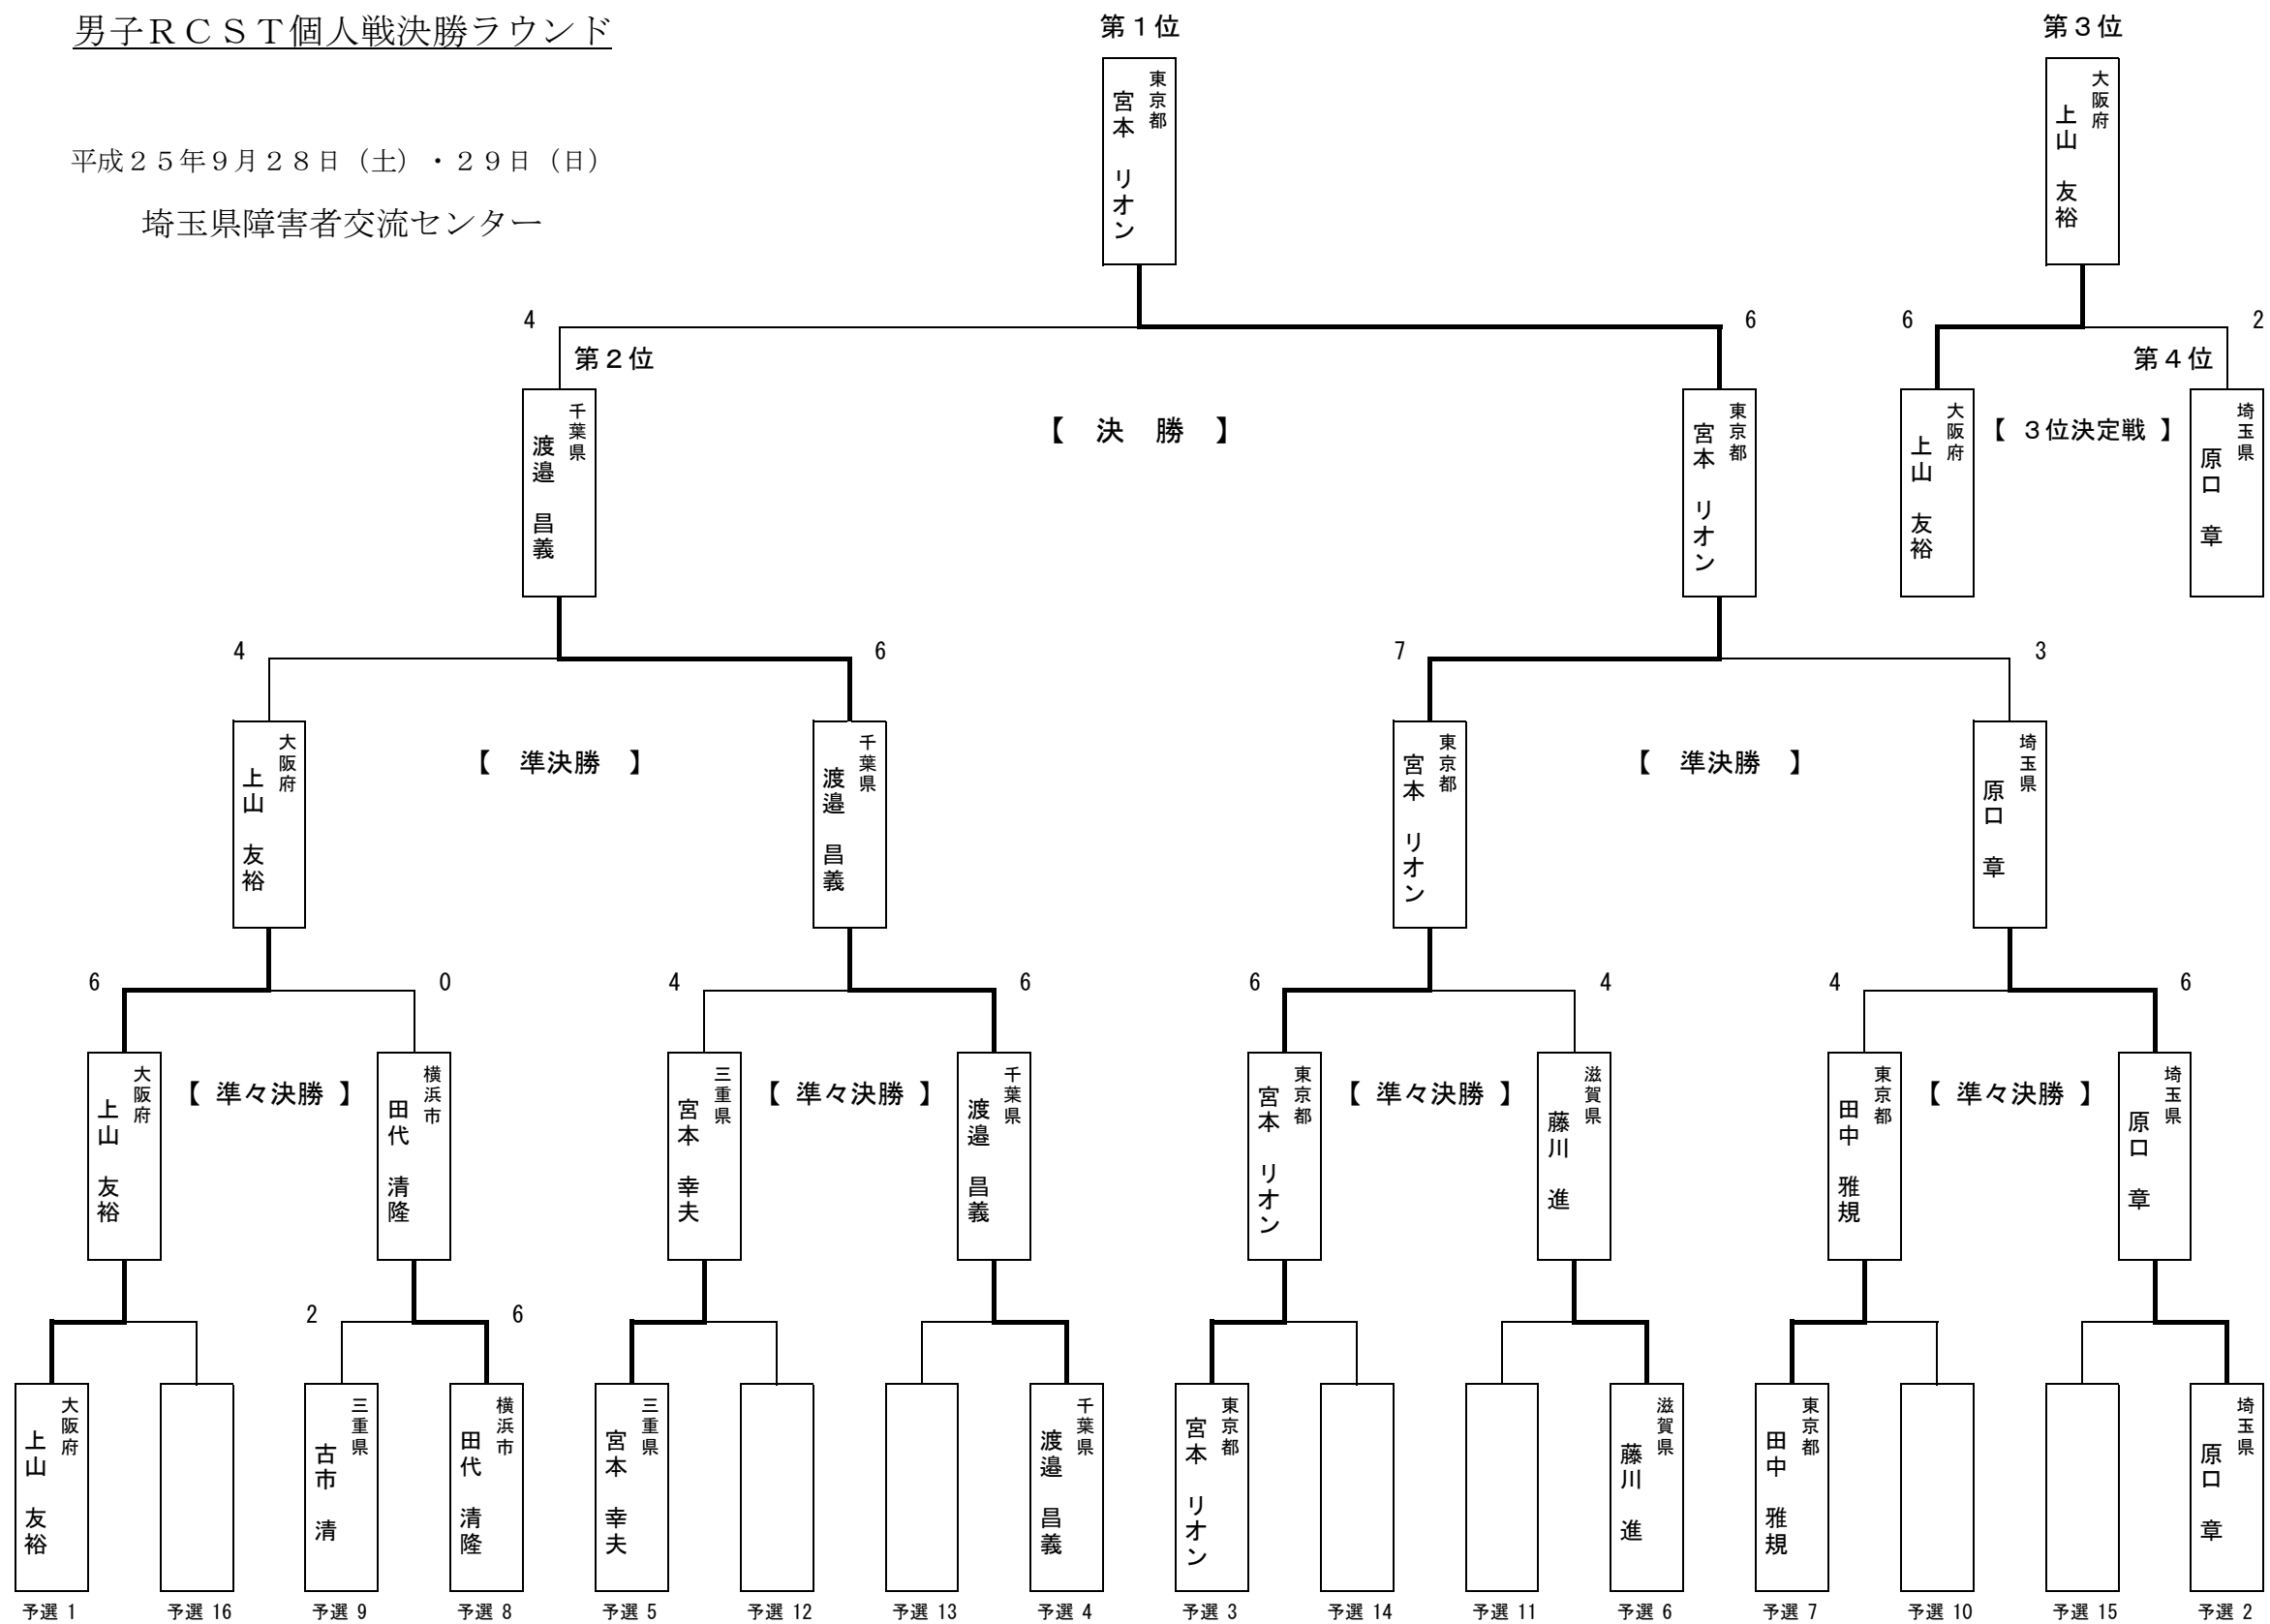 男子ＲＣＳＴ個人戦決勝ラウンド
平成２５年９月２８日（土）・２９日（日）
埼玉県障害者交流センター
第１位
東京都
宮本 リオン
第３位
大阪府
上山 友裕
4
6
6
2
第２位
第４位
千葉県
渡邉 昌義
【 決 勝 】
東京都
宮本 リオン
大阪府
上山 友裕
【 ３位決定戦 】
埼玉県
原口 章
4
6
7
3
大阪府
上山 友裕
【 準決勝 】
千葉県
渡邉 昌義
東京都
宮本 リオン
【 準決勝 】
埼玉県
原口 章
6
0
4
6
6
4
4
6
大阪府
上山 友裕
【 準々決勝 】
横浜市
田代 清隆
三重県
宮本 幸夫
【 準々決勝 】
千葉県
渡邉 昌義
東京都
宮本 リオン
【 準々決勝 】
滋賀県
藤川 進
東京都
田中 雅規
【 準々決勝 】
埼玉県
原口 章
2
6
大阪府
上山 友裕
三重県
古市 清
横浜市
田代 清隆
三重県
宮本 幸夫
千葉県
渡邉 昌義
東京都
宮本 リオン
滋賀県
藤川 進
東京都
田中 雅規
埼玉県
原口 章
予選 1
予選 16
予選 9
予選 8
予選 5
予選 12
予選 13
予選 4
予選 3
予選 14
予選 11
予選 6
予選 7
予選 10
予選 15
予選 2